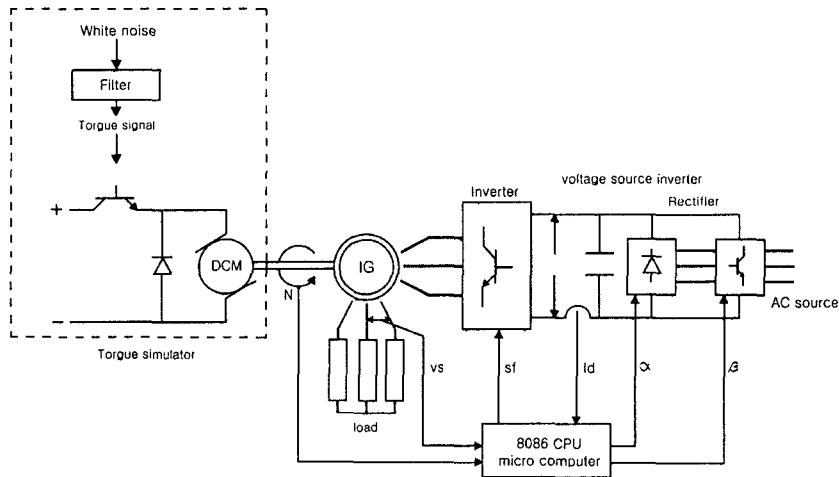 White noise
Filter
Torgue signal
+
−
DCM
Torgue simulator
N
IG
load
vs
Inverter
sf
voltage source inverter
Rectifier
Id
α
β
AC source
8086 CPU
micro computer